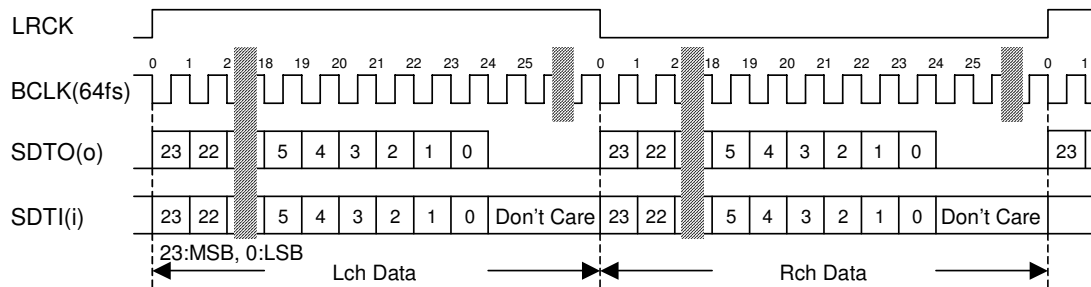 LRCK
0 1 2 18 19 20 21 22 23 24 25 0 1 2 18 19 20 21 22 23 24 25 0 1
BCLK(64fs)
SDTO(o) 23 22 5 4 3 2 1 0 23 22 5 4 3 2 1 0 23
SDTI(i) 23 22 5 4 3 2 1 0 Don't Care 23 22 5 4 3 2 1 0 Don't Care
23:MSB, 0:LSB
Lch Data Rch Data